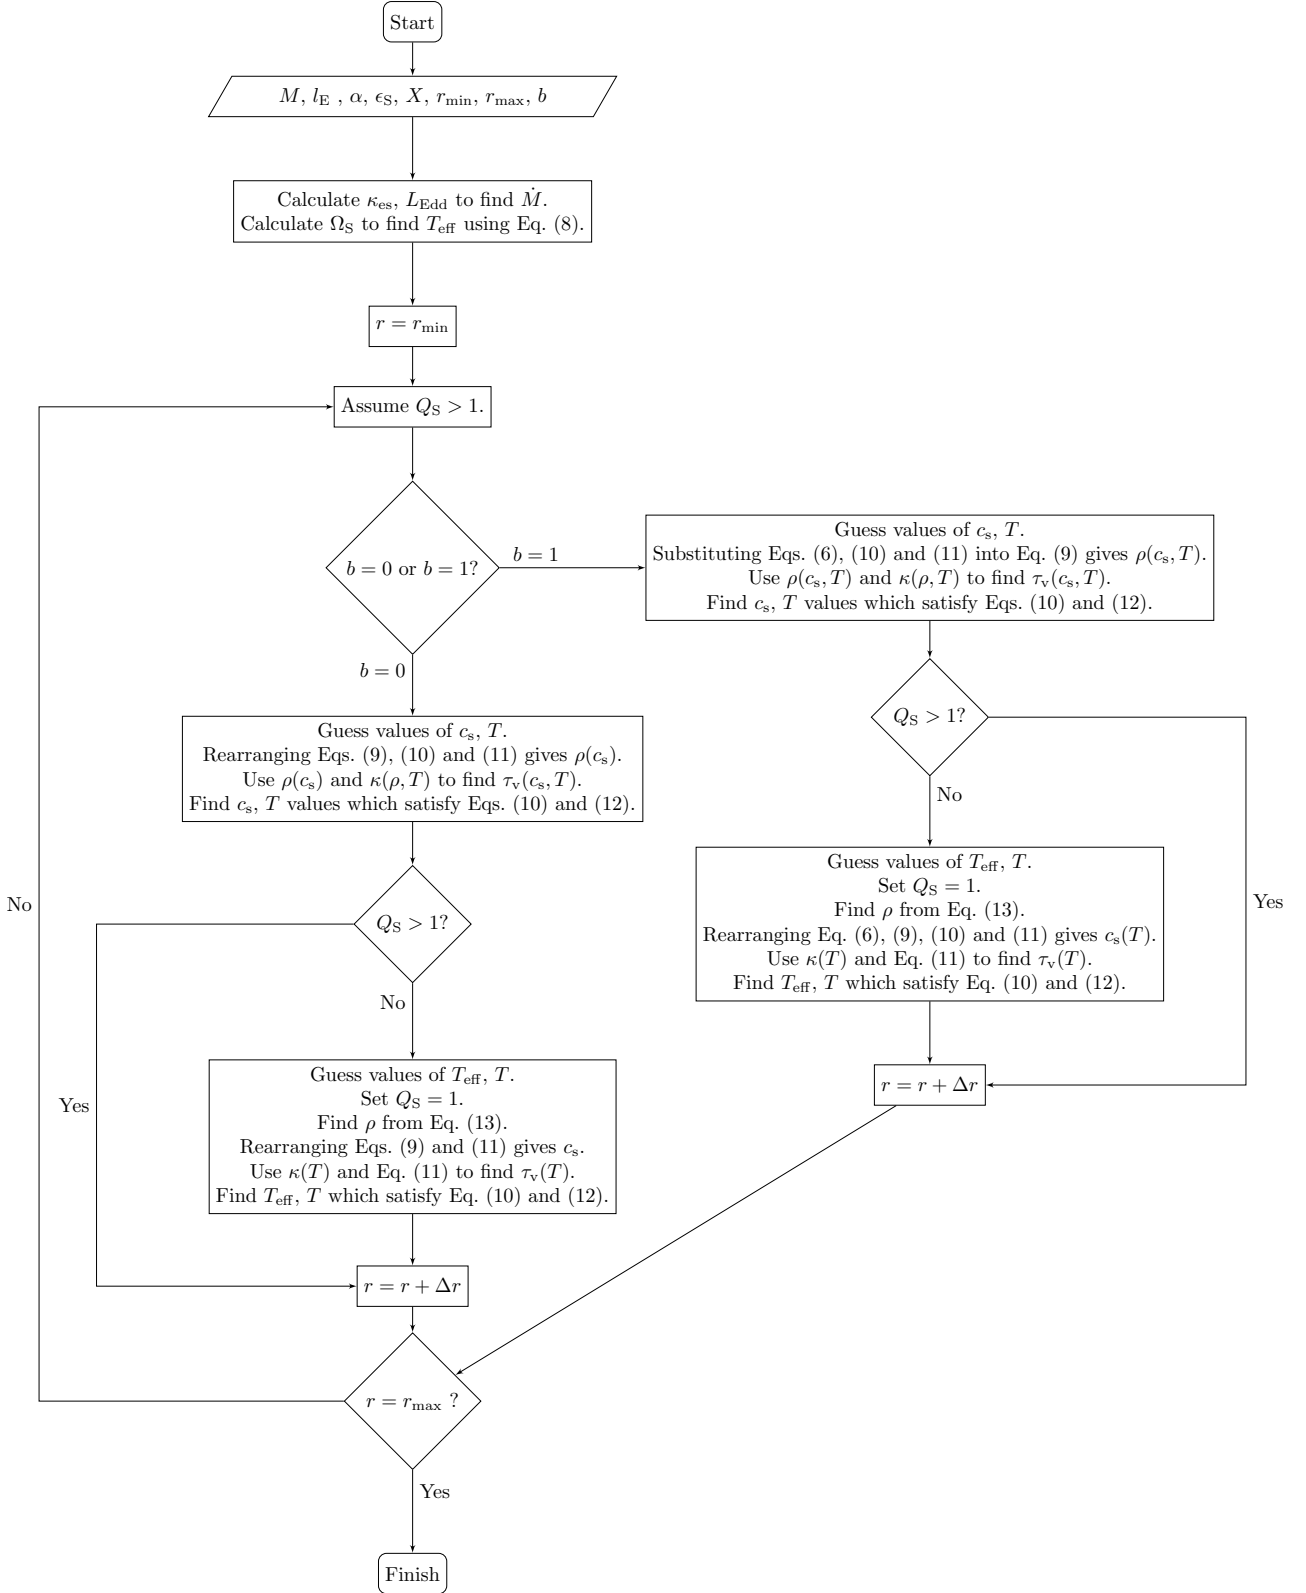 Start
M, l_E , α, ϵ_S, X, r_min, r_max, b
Calculate κ_es, L_Edd to find Ṁ.
Calculate Ω_S to find T_eff using Eq. (8).
r = r_min
Assume Q_S > 1.
b = 0 or b = 1?
b = 1
Guess values of c_s, T.
Substituting Eqs. (6), (10) and (11) into Eq. (9) gives ρ(c_s, T).
Use ρ(c_s, T) and κ(ρ, T) to find τ_v(c_s, T).
Find c_s, T values which satisfy Eqs. (10) and (12).
b = 0
Guess values of c_s, T.
Rearranging Eqs. (9), (10) and (11) gives ρ(c_s).
Use ρ(c_s) and κ(ρ, T) to find τ_v(c_s, T).
Find c_s, T values which satisfy Eqs. (10) and (12).
Q_S > 1?
No
Guess values of T_eff, T.
Set Q_S = 1.
Find ρ from Eq. (13).
Rearranging Eq. (6), (9), (10) and (11) gives c_s(T).
Use κ(T) and Eq. (11) to find τ_v(T).
Find T_eff, T which satisfy Eq. (10) and (12).
Yes
r = r + Δr
No
Q_S > 1?
No
Yes
Guess values of T_eff, T.
Set Q_S = 1.
Find ρ from Eq. (13).
Rearranging Eqs. (9) and (11) gives c_s.
Use κ(T) and Eq. (11) to find τ_v(T).
Find T_eff, T which satisfy Eq. (10) and (12).
r = r + Δr
r = r_max ?
Yes
Finish